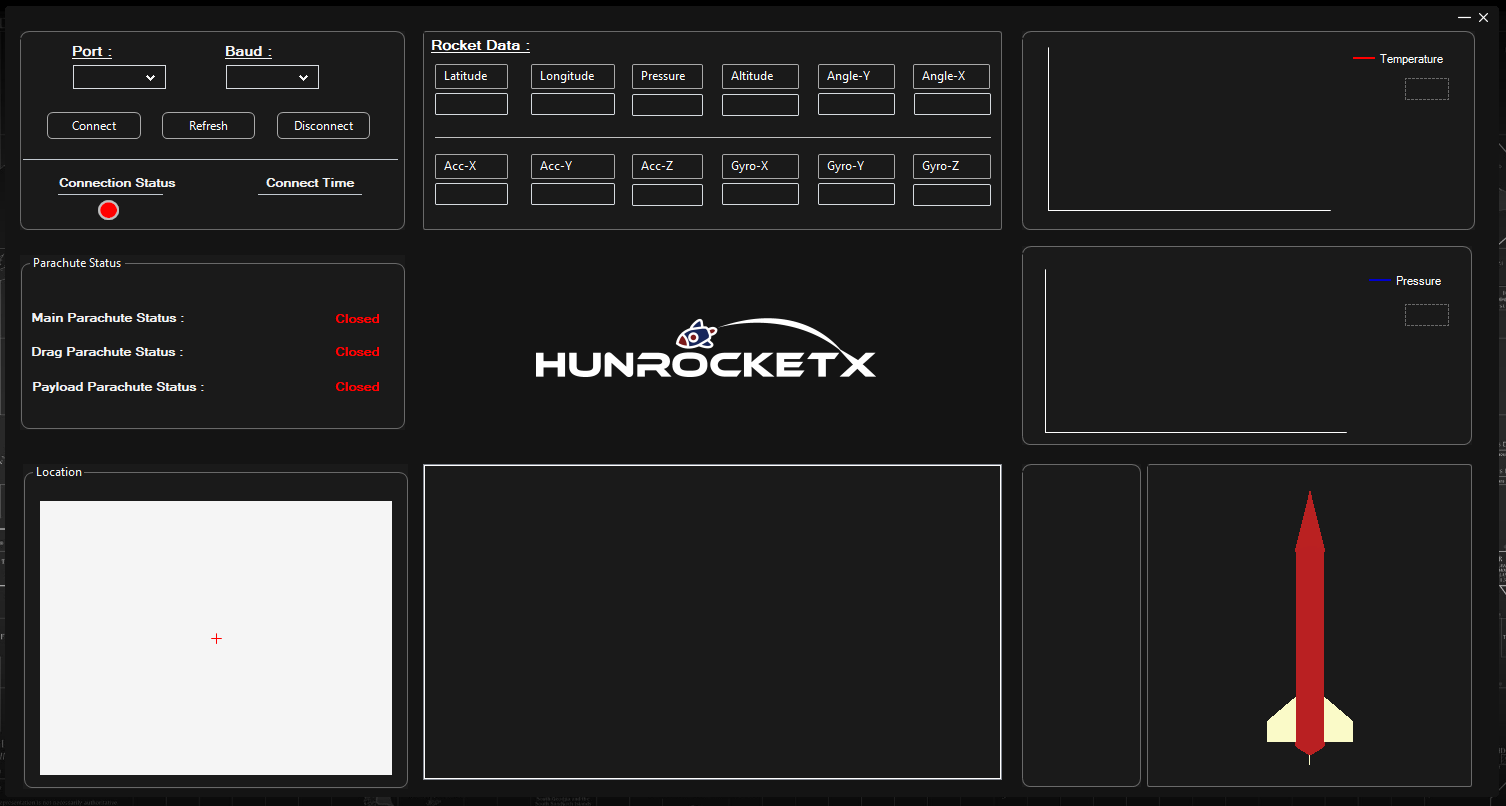 Port :
Baud :
Connect
Refresh
Disconnect
Connection Status
Connect Time
Rocket Data :
Latitude
Longitude
Pressure
Altitude
Angle-Y
Angle-X
Acc-X
Acc-Y
Acc-Z
Gyro-X
Gyro-Y
Gyro-Z
Temperature
Parachute Status
Main Parachute Status :
Closed
Drag Parachute Status :
Closed
Payload Parachute Status :
Closed
HUNROCKETX
Pressure
Location